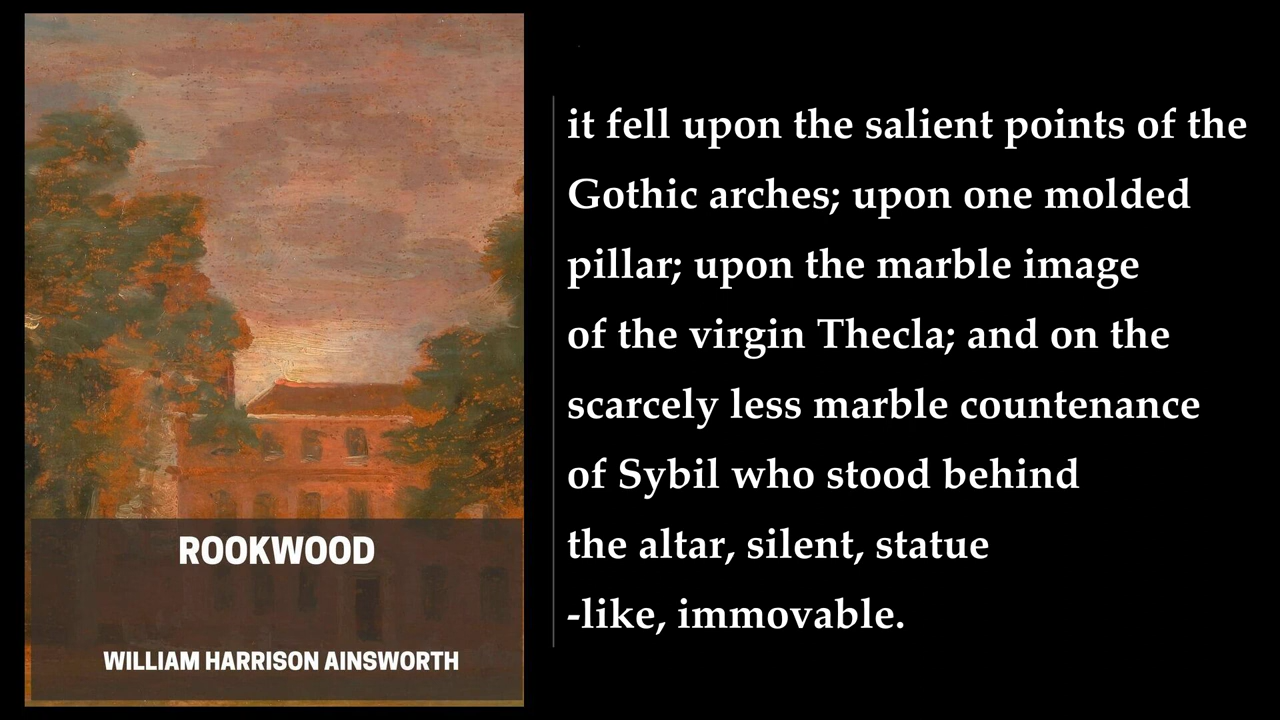 ROOKWOOD
WILLIAM HARRISON AINSWORTH
it fell upon the salient points of the
Gothic arches; upon one molded
pillar; upon the marble image
of the virgin Thecla; and on the
scarcely less marble countenance
of Sybil who stood behind
the altar, silent, statue
-like, immovable.